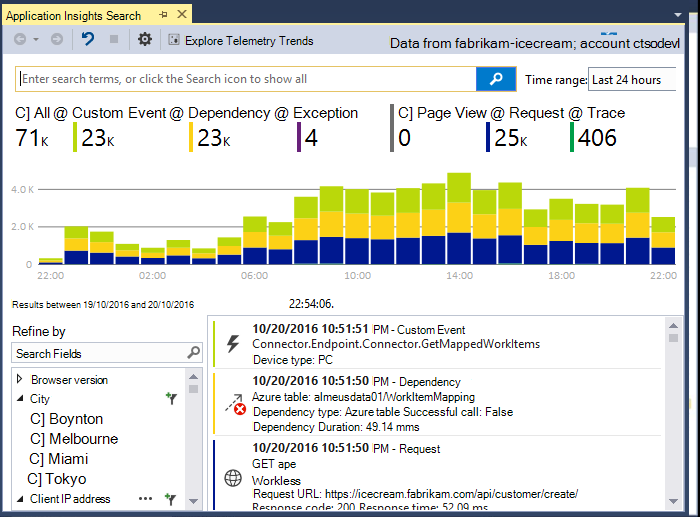 Application Insights Search
Explore Telemetry Trends
Data from fabrikam-icecream; account ctsodevl
Enter search terms, or click the Search icon to show all
Time range: Last 24 hours
C] All @ Custom Event @ Dependency @ Exception C] Page View @ Request @ Trace
71K 23K 23K 4 0 25K 406
4.0 K
2.0 K
0
22:00 02:00 06:00 10:00 14:00 18:00 22:00
Results between 19/10/2016 and 20/10/2016 22:54:06.
Refine by
Search Fields
Browser version
City
C] Boynton
C] Melbourne
C] Miami
C] Tokyo
Client IP address
10/20/2016 10:51:51 PM - Custom Event
Connector.Endpoint.Connector.GetMappedWorkItems
Device type: PC
10/20/2016 10:51:50 PM - Dependency
Azure table: almeusdata01/WorkItemMapping
Dependency type: Azure table Successful call: False
Dependency Duration: 49.14 mms
10/20/2016 10:51:50 PM - Request
GET ape
Workless
Request URL: https://icecream.fabrikam.com/api/customer/create/
Response code: 200 Response time: 52.09 ms